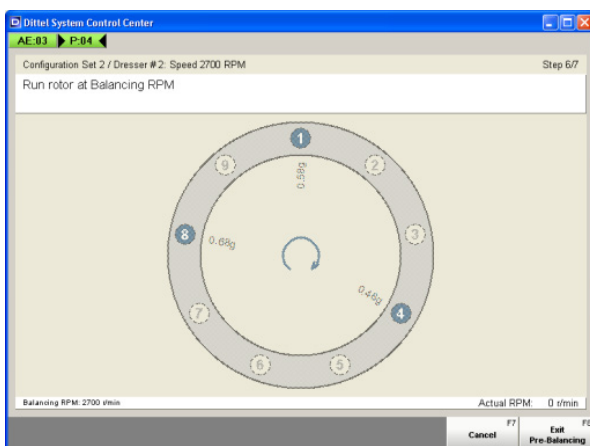 Dittel System Control Center
AE:03 P:04
Configuration Set 2 / Dresser #2: Speed 2700 RPM Step 6/7
Run rotor at Balancing RPM
1
9 2
0.58g
8 3
0.68g
0.48g
7 4
6 5
Balancing RPM: 2700 r/min Actual RPM: 0 r/min
F7 F8
Cancel Exit
Pre-Balancing